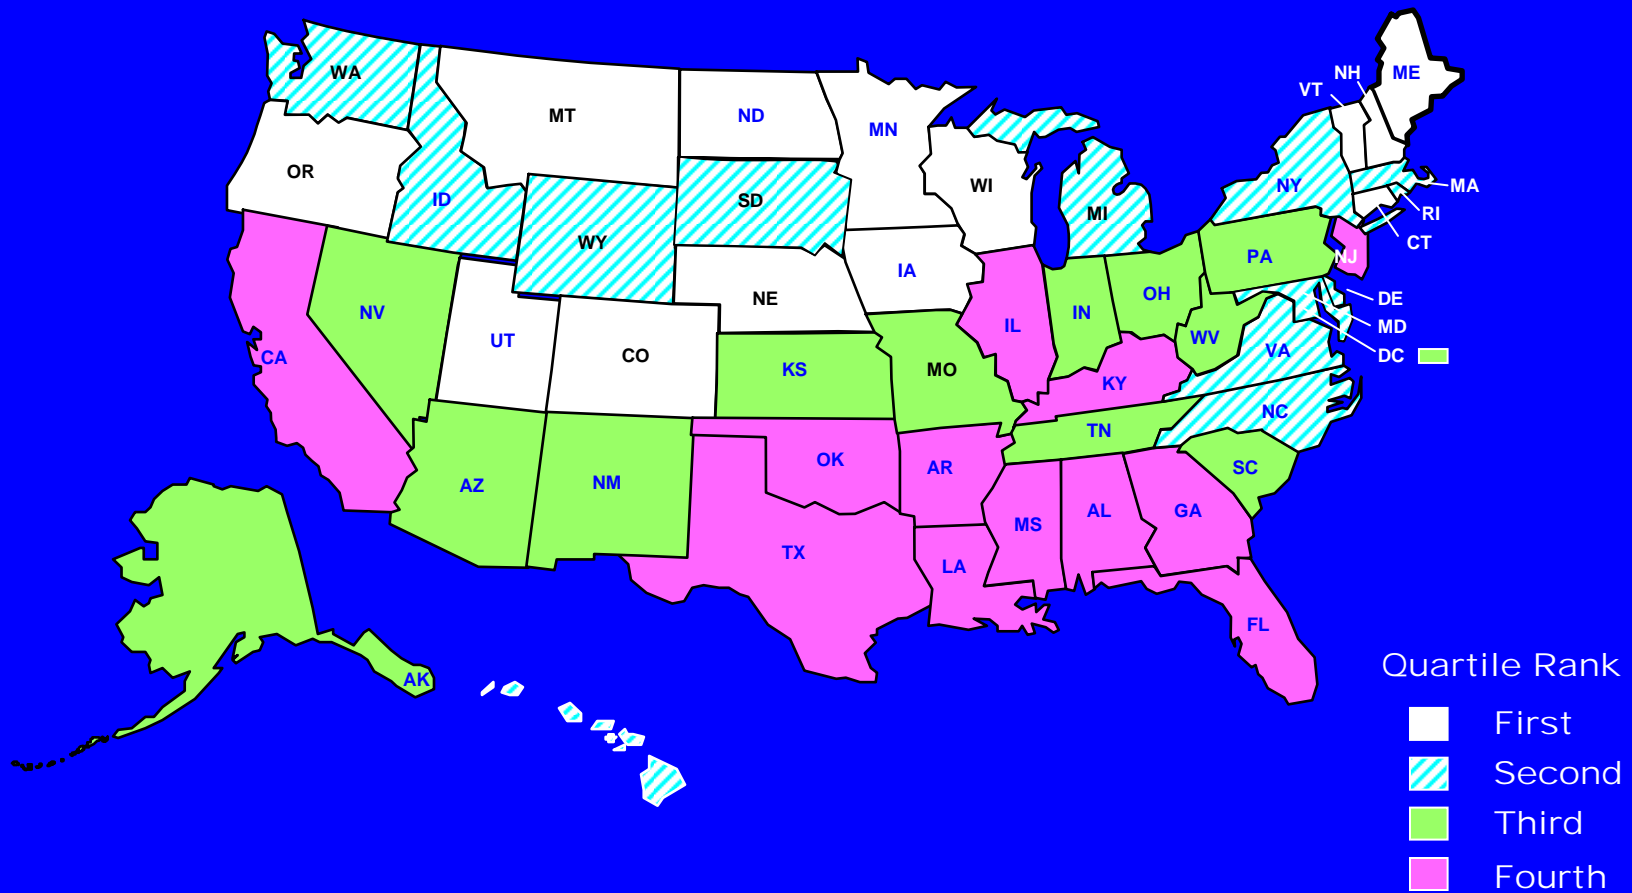 ME
NH
WA
VT
MT
ND
MN
OR
WI
NY
MA
ID
SD
MI
RI
WY
CT
PA
NJ
IA
OH
NE
DE
NV
IN
IL
MD
UT
WV
CO
VA
DC
CA
KS
MO
KY
NC
TN
OK
AR
SC
AZ
NM
GA
AL
MS
TX
LA
FL
AK
Quartile Rank
First
Second
Third
Fourth